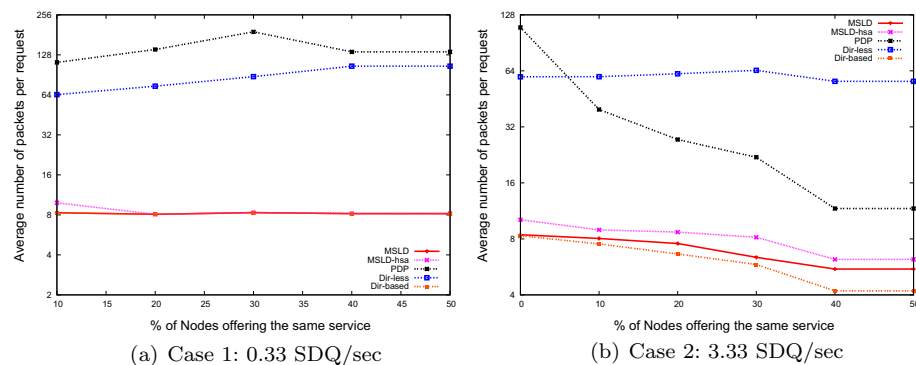 256
128
64
32
16
8
4
2
Average number of packets per request
10 15 20 25 30 35 40 45 50
% of Nodes offering the same service
MSLD
MSLD-hsa
PDP
Dir-less
Dir-based
(a) Case 1: 0.33 SDQ/sec
128
64
32
16
8
4
Average number of packets per request
0 10 20 30 40 50
% of Nodes offering the same service
MSLD
MSLD-hsa
PDP
Dir-less
Dir-based
(b) Case 2: 3.33 SDQ/sec